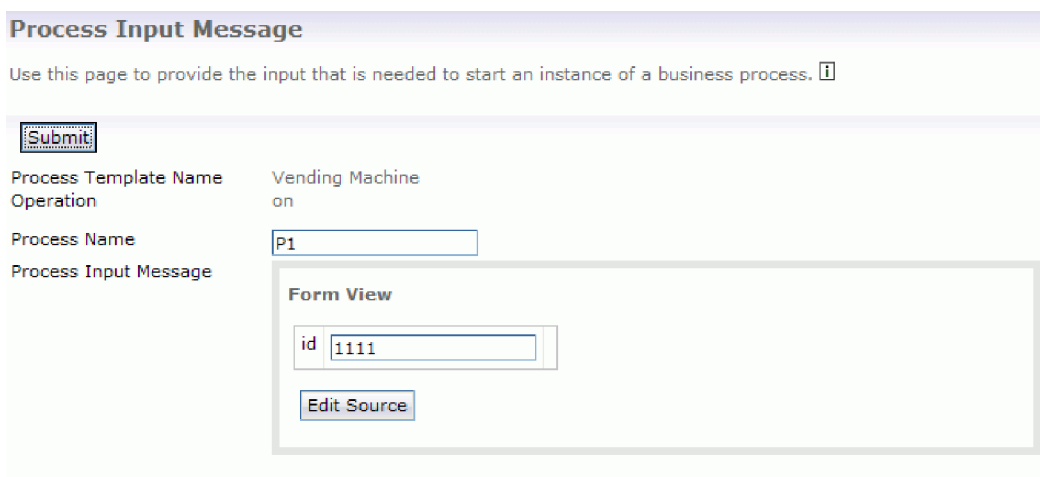 Process Input Message
Use this page to provide the input that is needed to start an instance of a business process. i
Submit
Process Template Name Vending Machine
Operation on
Process Name P1
Process Input Message
Form View
id 1111
Edit Source